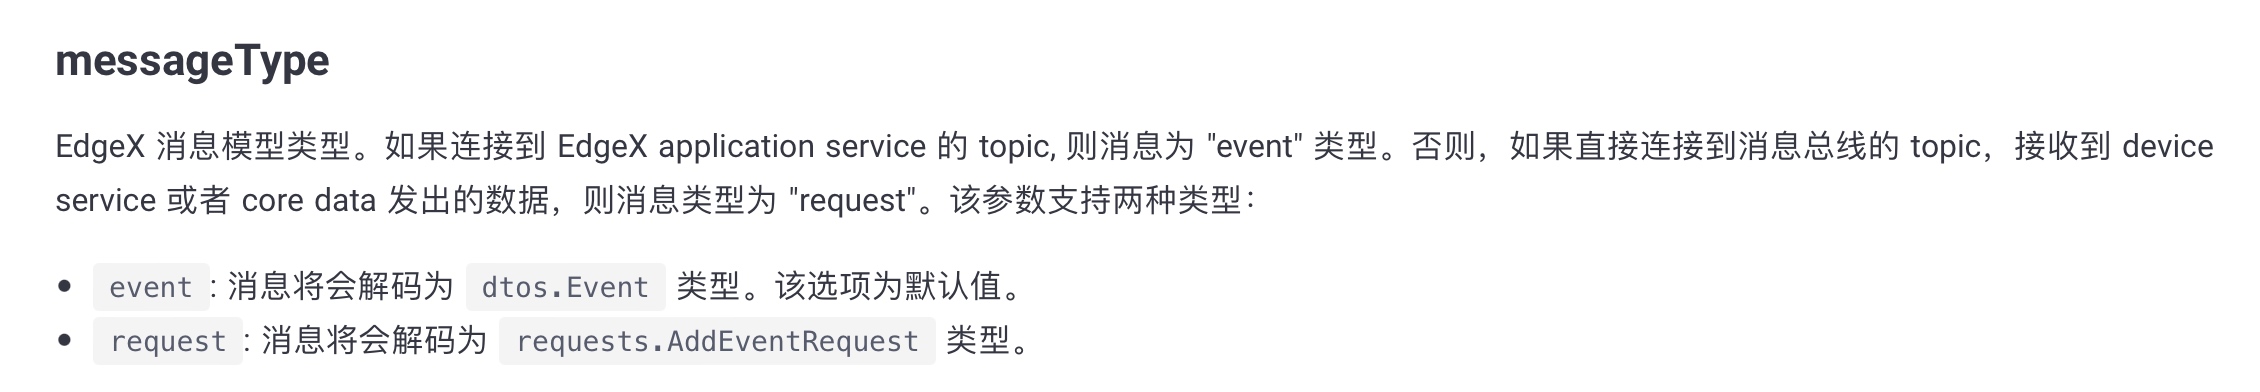 messageType
EdgeX 消息模型类型。如果连接到 EdgeX application service 的 topic, 则消息为 "event" 类型。否则，如果直接连接到消息总线的 topic，接收到 device
service 或者 core data 发出的数据，则消息类型为 "request"。该参数支持两种类型：
• event : 消息将会解码为 dtos.Event 类型。该选项为默认值。
• request : 消息将会解码为 requests.AddEventRequest 类型。